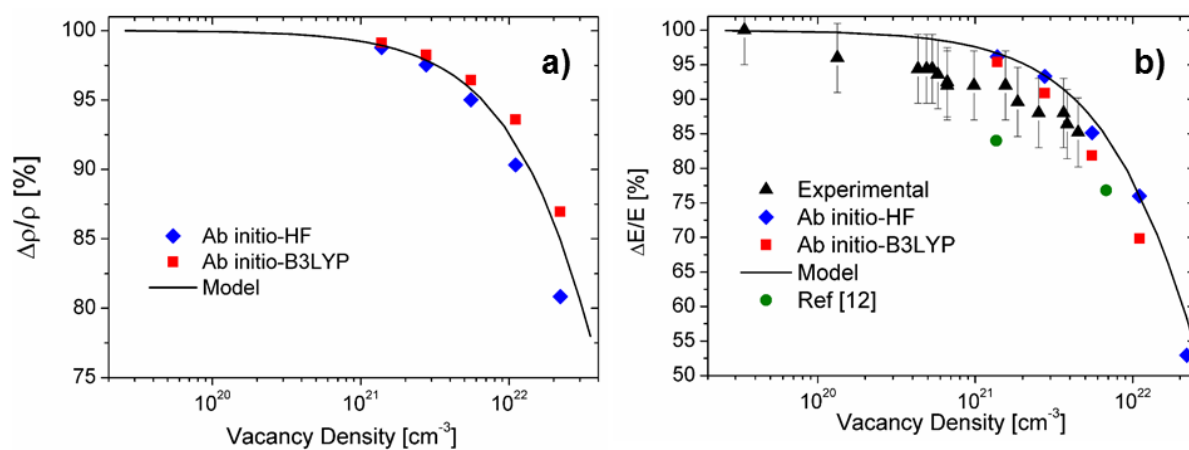 a)
100
95
90
85
80
75
Δρ/ρ [%]
Ab initio-HF
Ab initio-B3LYP
Model
10²⁰ 10²¹ 10²²
Vacancy Density [cm⁻³]
b)
100
95
90
85
80
75
70
65
60
55
50
ΔE/E [%]
Experimental
Ab initio-HF
Ab initio-B3LYP
Model
Ref [12]
10²⁰ 10²¹ 10²²
Vacancy Density [cm⁻³]